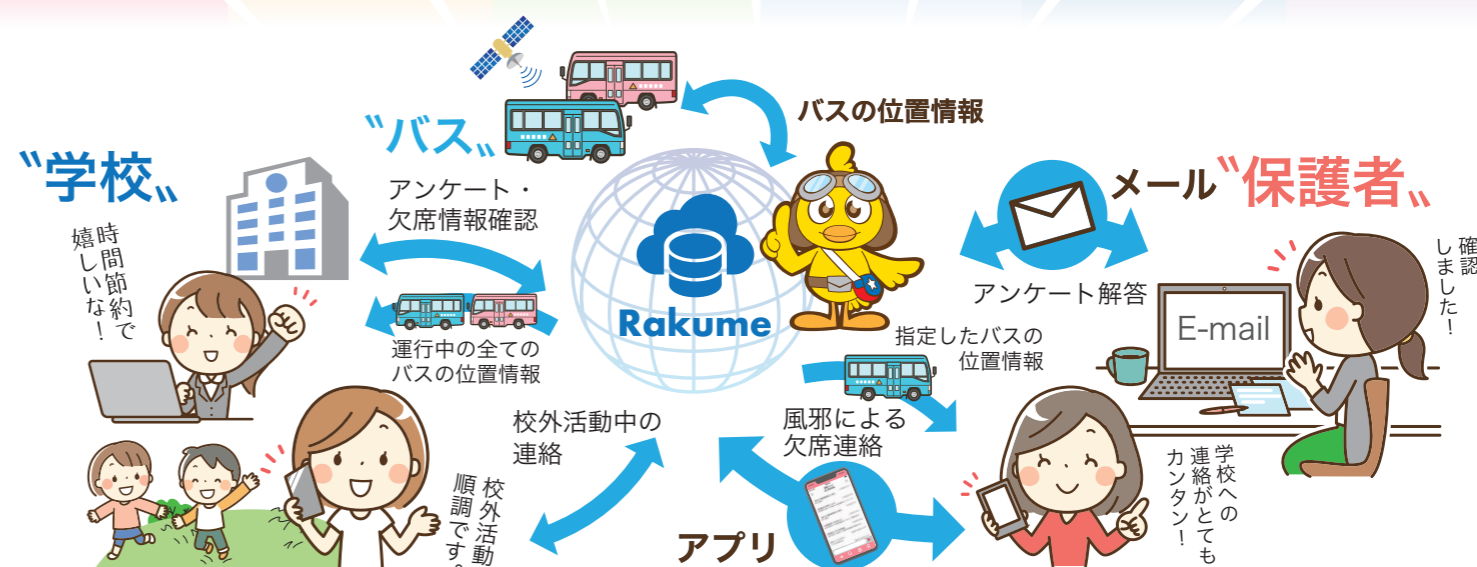 〝学校〟
時間節約で
嬉しいな！
〝バス〟
アンケート・
欠席情報確認
運行中の全ての
バスの位置情報
バスの位置情報
Rakume
メール
〝保護者〟
アンケート解答
E-mail
確認
しました！
指定したバスの
位置情報
校外活動中の
連絡
風邪による
欠席連絡
校外活動
順調です。
アプリ
学校への
連絡がとても
カンタン！